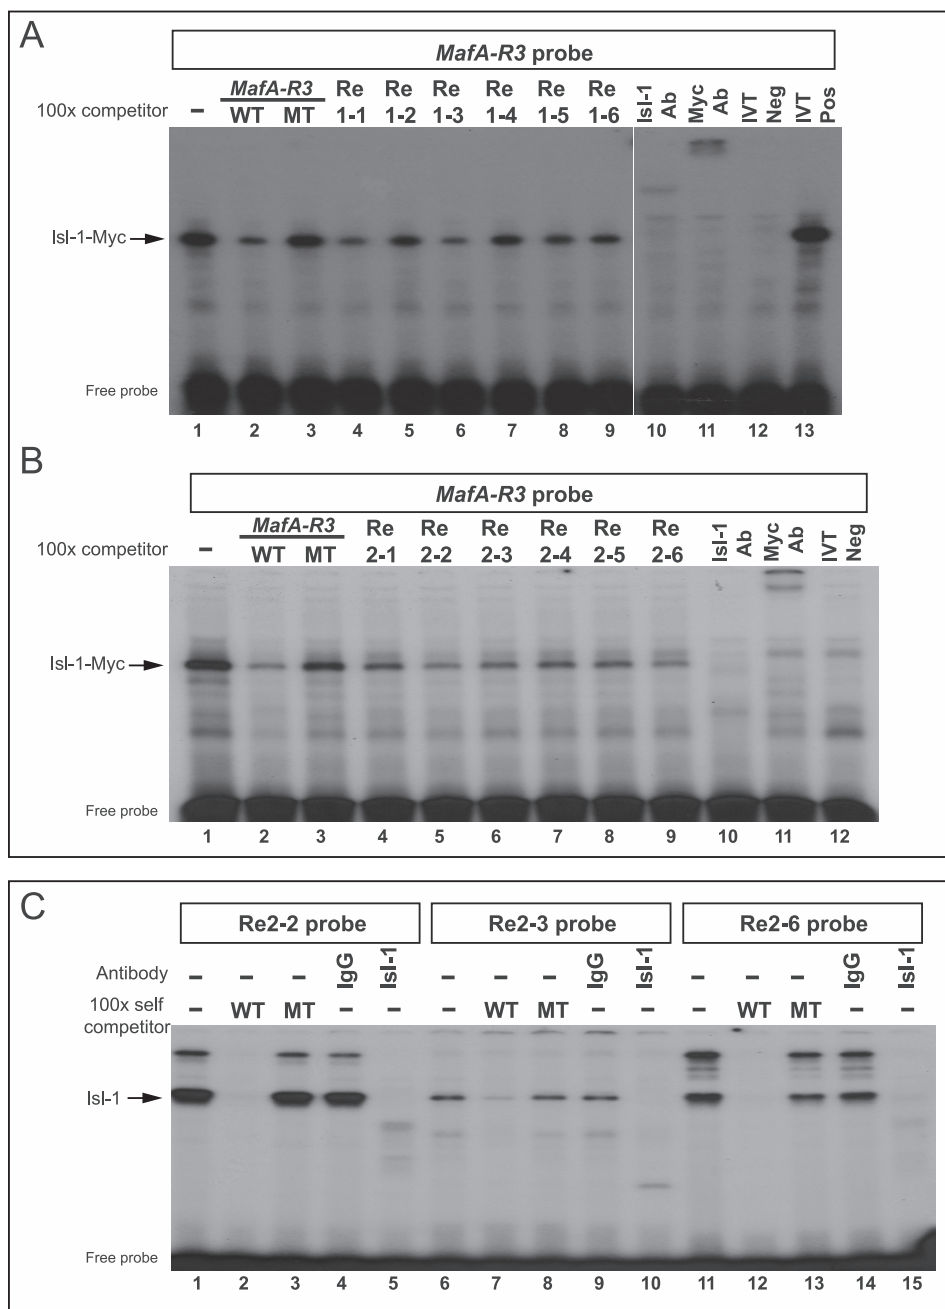 A
MafA-R3 probe
100x competitor – MafA-R3 WT MT Re 1-1 Re 1-2 Re 1-3 Re 1-4 Re 1-5 Re 1-6 Isl-1 Ab Myc Ab IVT Neg IVT Pos
Isl-1-Myc
Free probe
1 2 3 4 5 6 7 8 9 10 11 12 13
B
MafA-R3 probe
100x competitor – MafA-R3 WT MT Re 2-1 Re 2-2 Re 2-3 Re 2-4 Re 2-5 Re 2-6 Isl-1 Ab Myc Ab IVT Neg
Isl-1-Myc
Free probe
1 2 3 4 5 6 7 8 9 10 11 12
C
Re2-2 probe Re2-3 probe Re2-6 probe
Antibody – – – IgG Isl-1 – – – IgG Isl-1 – – – IgG Isl-1
100x self – WT MT – – – WT MT – – – WT MT – –
competitor
Isl-1
Free probe
1 2 3 4 5 6 7 8 9 10 11 12 13 14 15